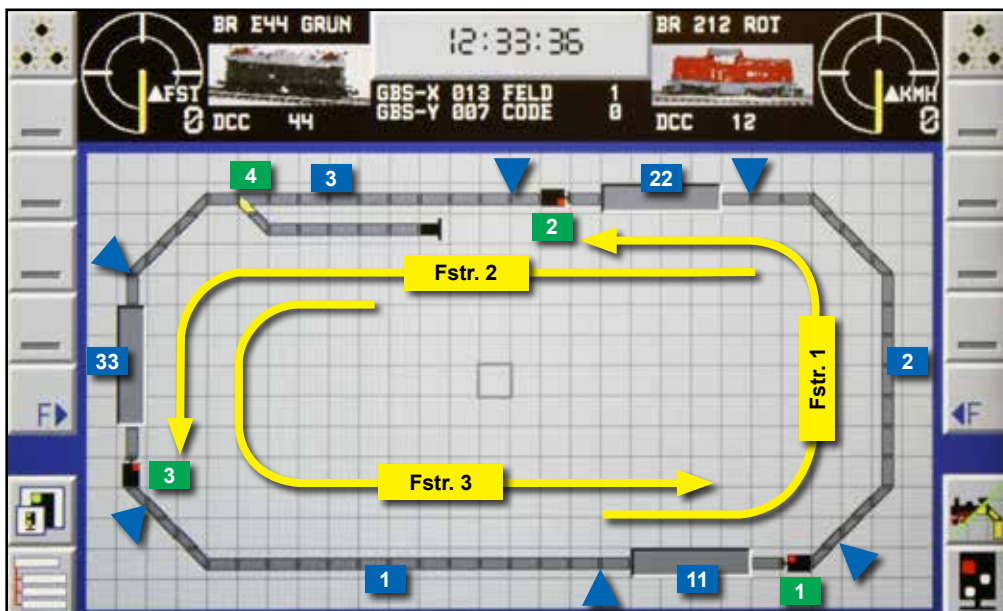 BR E44 GRUN
12:33:36
BR 212 ROT
▲FST
0
DCC 44
GBS-X 013 FELD 1
GBS-Y 007 CODE 0
DCC 12
▲KMH
0
4
3
22
2
Fstr. 2
33
Fstr. 1
2
F▶
◀F
3
Fstr. 3
1
11
1